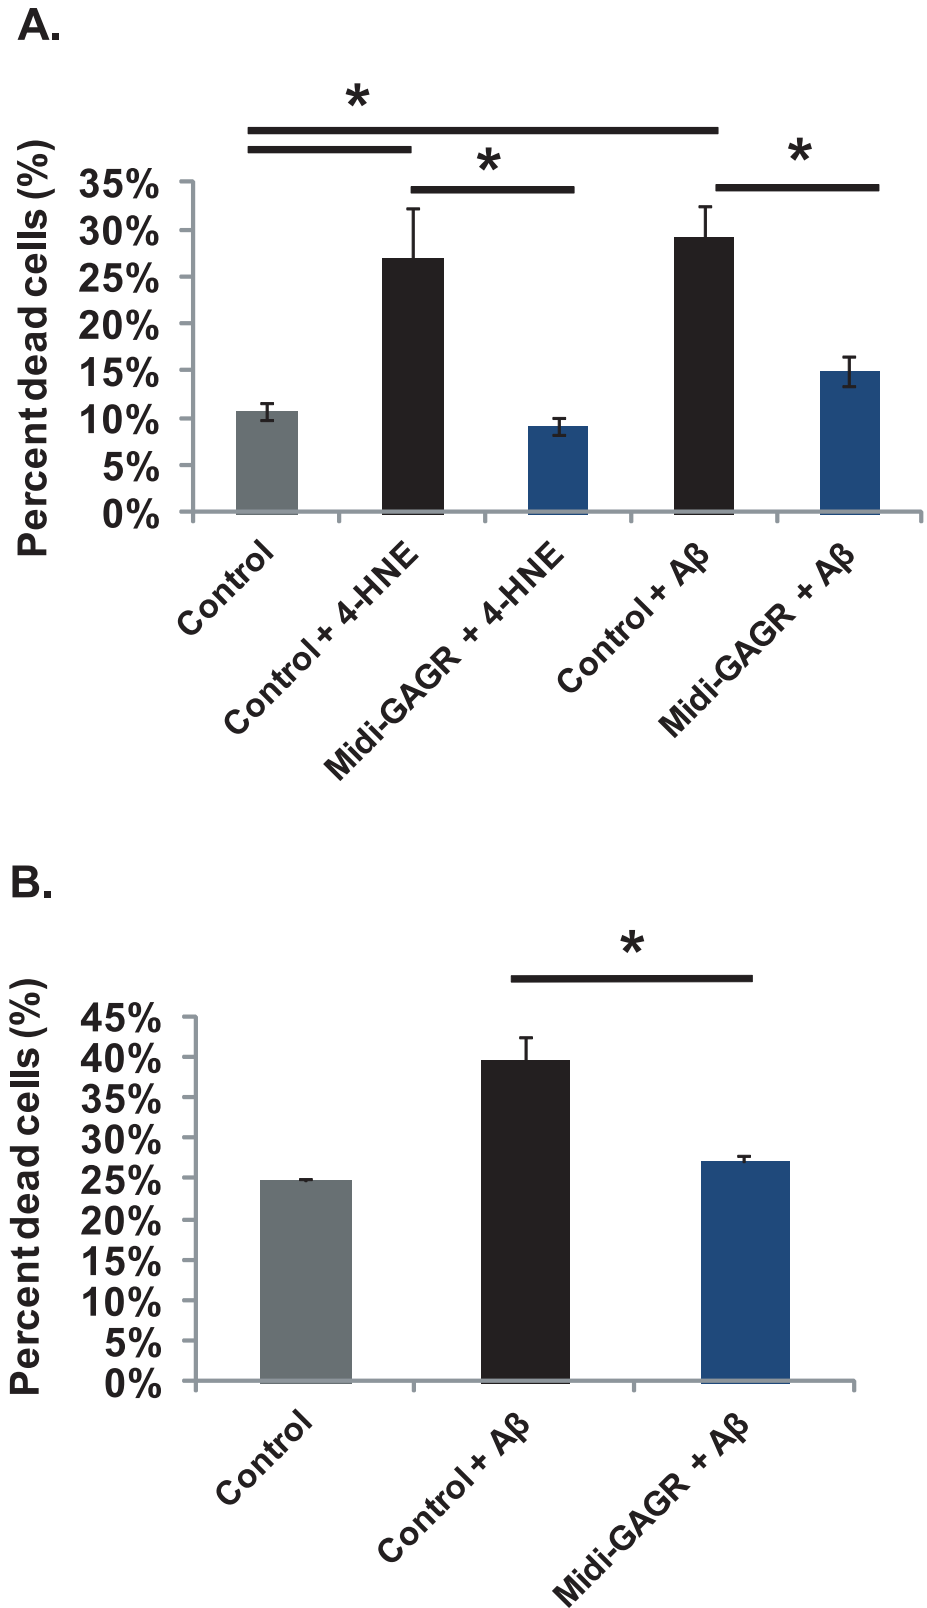 A.
*
*
*
Percent dead cells (%)
35%
30%
25%
20%
15%
10%
5%
0%
Control
Control + 4-HNE
Midi-GAGR + 4-HNE
Control + Aβ
Midi-GAGR + Aβ
B.
*
Percent dead cells (%)
45%
40%
35%
30%
25%
20%
15%
10%
5%
0%
Control
Control + Aβ
Midi-GAGR + Aβ